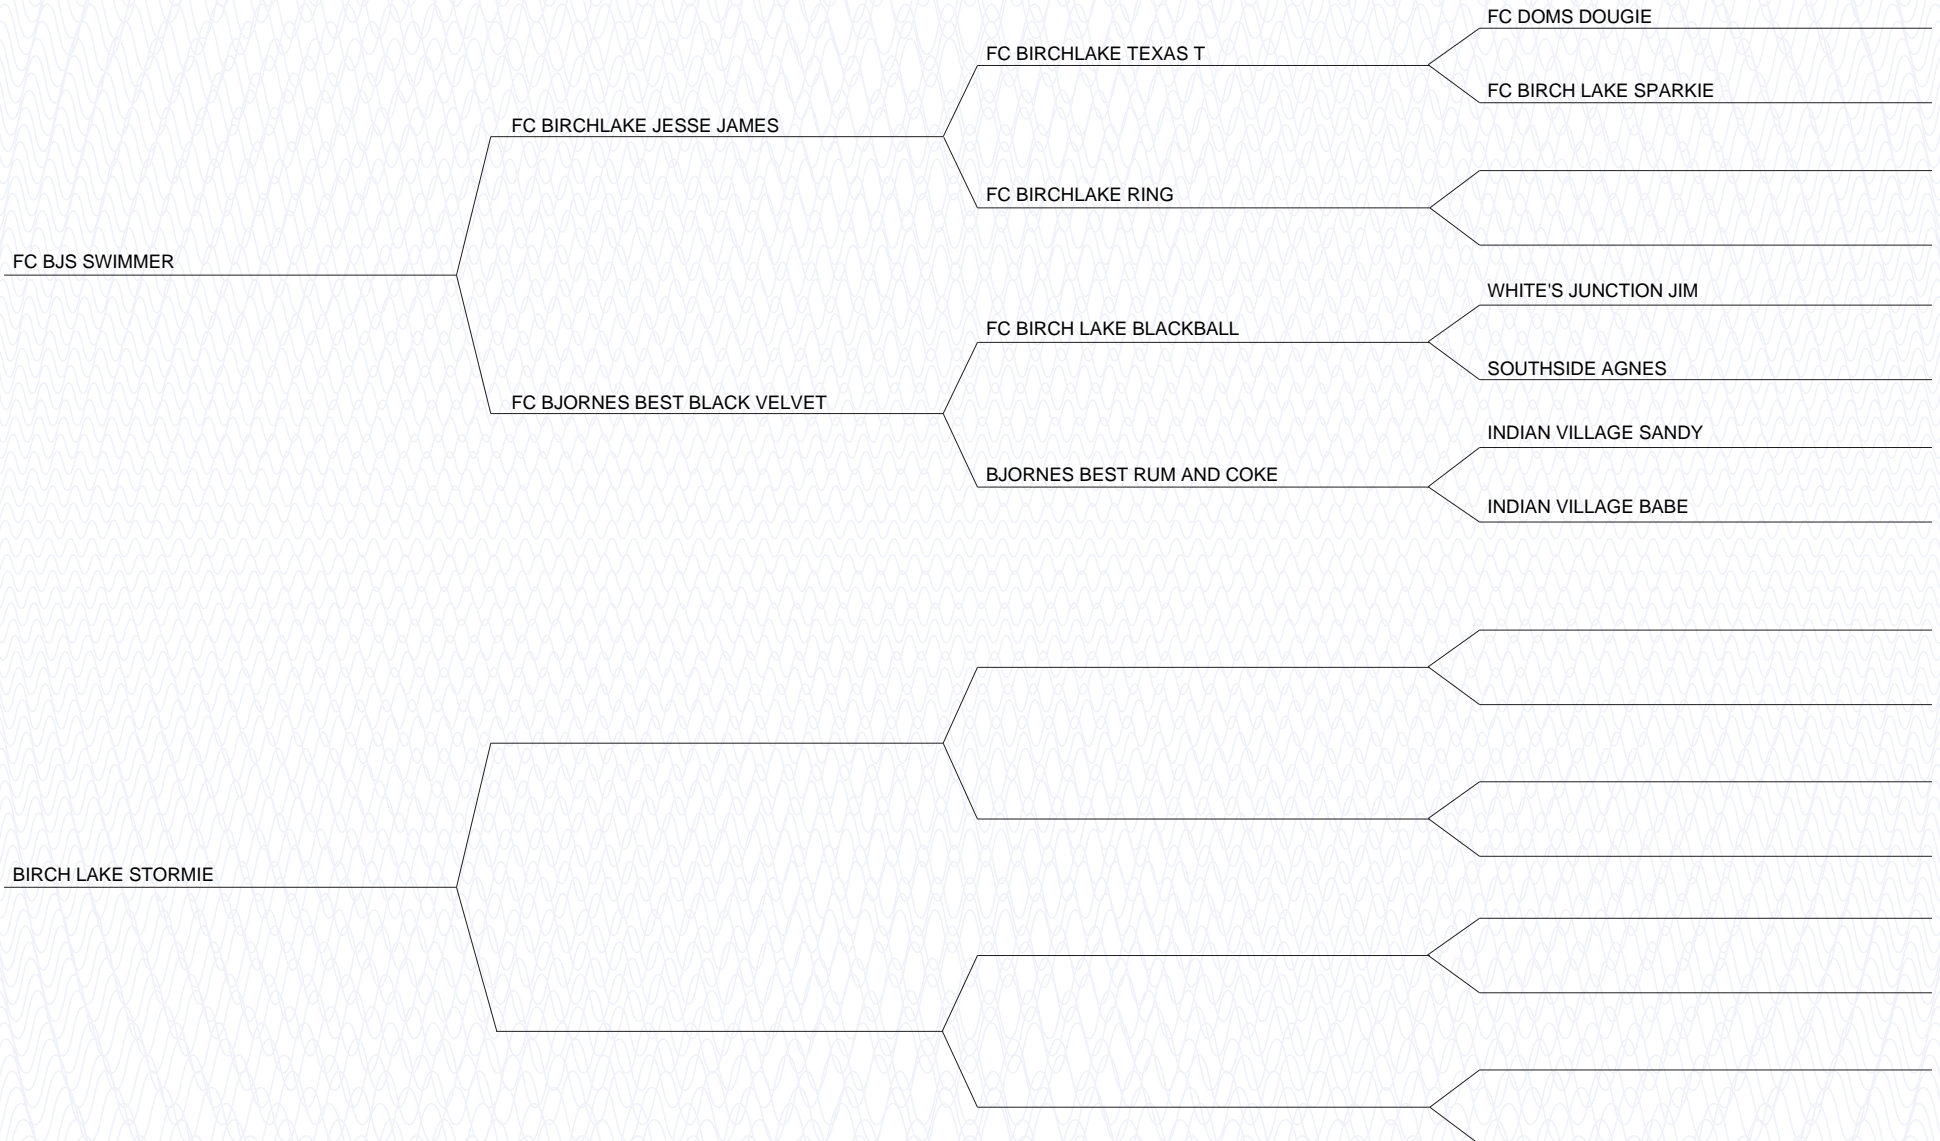 FC DOMS DOUGIE
FC BIRCHLAKE TEXAS T
FC BIRCH LAKE SPARKIE
FC BIRCHLAKE JESSE JAMES
FC BIRCHLAKE RING
FC BJS SWIMMER
WHITE'S JUNCTION JIM
FC BIRCH LAKE BLACKBALL
SOUTHSIDE AGNES
FC BJORNES BEST BLACK VELVET
INDIAN VILLAGE SANDY
BJORNES BEST RUM AND COKE
INDIAN VILLAGE BABE
BIRCH LAKE STORMIE